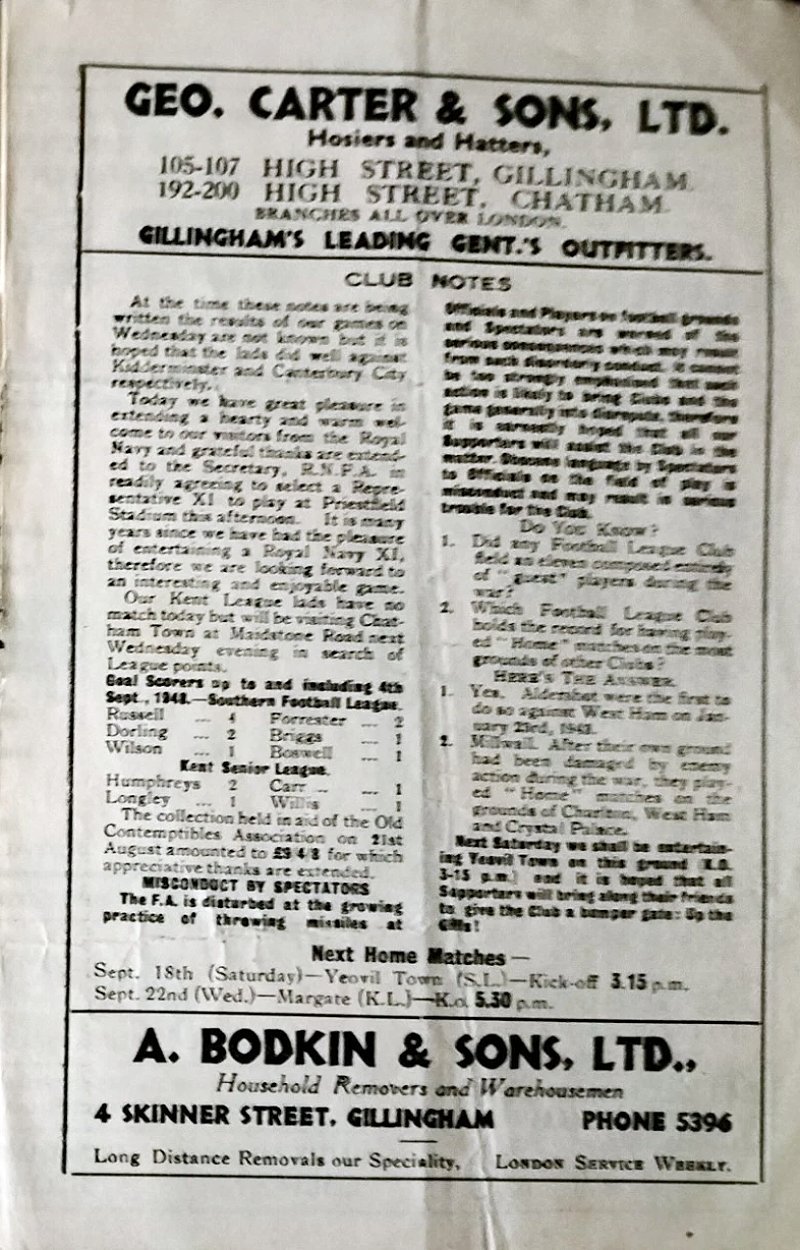 GEO. CARTER & SONS, LTD.
Hosiers and Hatters,
105-107 HIGH STREET, GILLINGHAM.
192-200 HIGH STREET, CHATHAM.
BRANCHES ALL OVER LONDON.
GILLINGHAM'S LEADING GENT.'S OUTFITTERS.
CLUB NOTES
At the time these notes are being
written the results of our games on
Wednesday are not known but it is
hoped that the lads did well against
Kidderminster and Canterbury City
respectively.
Today we have great pleasure in
extending a hearty and warm wel-
come to our visitors from the Royal
Navy and grateful thanks are extend-
ed to the Secretary, R.N.F.A. in
readily agreeing to select a Repre-
sentative XI to play at Priestfield
Stadium this afternoon. It is many
years since we have had the pleasure
of entertaining a Royal Navy XI,
therefore we are looking forward to
an interesting and enjoyable game.
Our Kent League lads have no
match today but will be visiting Chat-
ham Town at Maidstone Road next
Wednesday evening in search of
League points.
Goal Scorers up to and including 4th
Sept., 1948.—Southern Football League.
Russell ... 4 Forrester ... 2
Dorling ... 2 Briggs ... 1
Wilson ... 1 Boswell ... 1
Kent Senior League.
Humphreys 2 Carr ... 1
Longley ... 1 Willis ... 1
The collection held in aid of the Old
Contemptibles Association on 21st
August amounted to £9 4/8 for which
appreciative thanks are extended.
MISCONDUCT BY SPECTATORS
The F.A. is disturbed at the growing
practice of throwing missiles at
Officials and Players on football grounds
and Spectators are warned of the
serious consequences which may result
from such disorderly conduct. It cannot
be too strongly emphasised that such
action is likely to bring Clubs and the
game generally into disrepute, therefore
it is earnestly hoped that all our
Supporters will assist the Club in the
matter. Obscene language by Spectators
to Officials on the field of play is
misconduct and may result in serious
trouble for the Club.
DO YOU KNOW?
1. Did any Football League Club
field an eleven composed entirely
of "guest" players during the
war?
2. Which Football League Club
holds the record for having play-
ed "Home" matches on the most
grounds of other Clubs?
HERE'S THE ANSWER.
1. Yes. Aldershot were the first to
do so against West Ham on Jan-
uary 23rd,
2. Millwall. After their own ground
had been damaged by enemy
action during the war, they play-
ed "Home" matches on the
grounds of Charlton, West Ham
and Crystal Palace.
Next Saturday we shall be entertain-
ing Yeovil Town on this ground (K.O.
3-15 p.m.) and it is hoped that all
Supporters will bring along their friends
to give the Club a bumper gate: Up the
Gills!
Next Home Matches—
Sept. 18th (Saturday)—Yeovil Town (S.L.)—Kick-off 3.15 p.m.
Sept. 22nd (Wed.)—Margate (K.L.)—K.o. 5.30 p.m.
A. BODKIN & SONS, LTD.,
Household Removers and Warehousemen
4 SKINNER STREET, GILLINGHAM PHONE 5396
Long Distance Removals our Speciality, LONDON SERVICE WEEKLY.